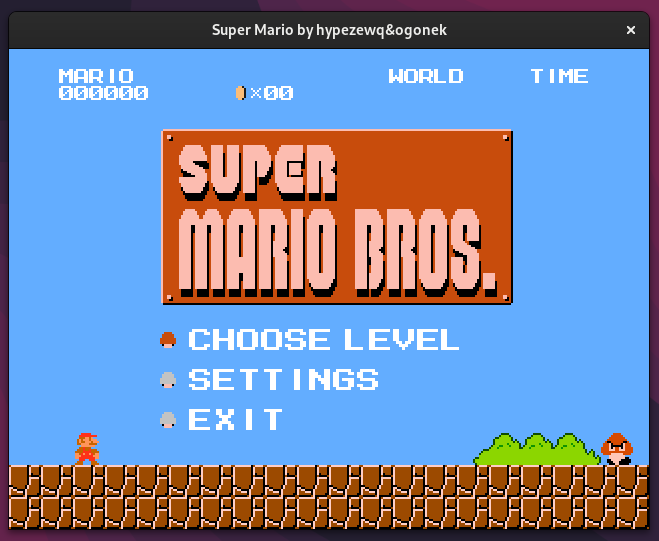 Super Mario by hypezewq&ogonek
MARIO WORLD TIME
000000 ×00
SUPER
MARIO BROS.
CHOOSE LEVEL
SETTINGS
EXIT